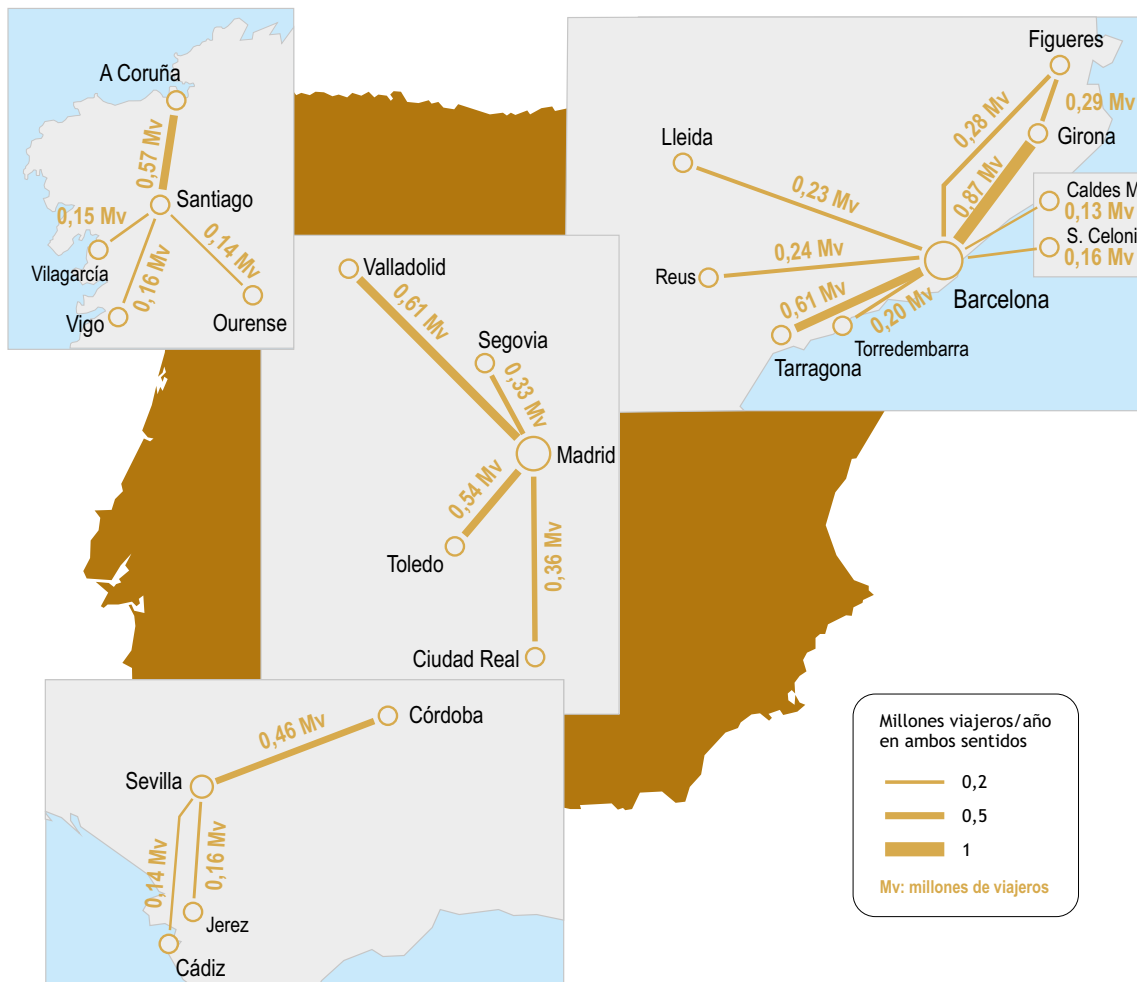 A Coruña
0,57 Mv
Santiago
0,15 Mv
0,14 Mv
Vilagarcía
0,16 Mv
Vigo
Ourense
Figueres
0,29 Mv
0,28 Mv
Girona
Lleida
0,87 Mv
0,23 Mv
Caldes M
0,13 Mv
S. Celoni
0,16 Mv
0,24 Mv
Reus
Barcelona
0,61 Mv
0,20 Mv
Torredembarra
Tarragona
Valladolid
0,61 Mv
Segovia
0,33 Mv
Madrid
0,54 Mv
Toledo
0,36 Mv
Ciudad Real
Córdoba
0,46 Mv
Sevilla
0,14 Mv
0,16 Mv
Jerez
Cádiz
Millones viajeros/año
en ambos sentidos
0,2
0,5
1
Mv: millones de viajeros